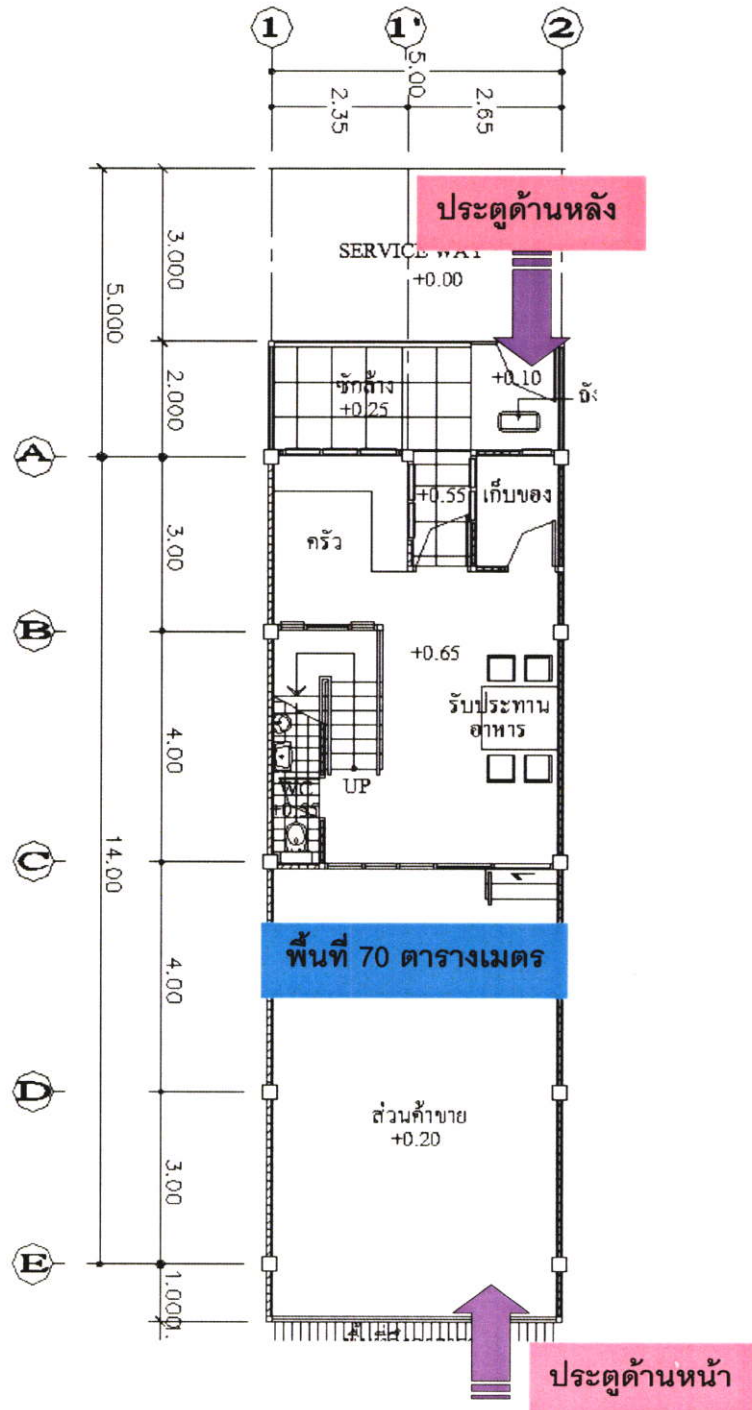 1
1'
2
5.00
2.35
2.65
ประตูด้านหลัง
SERVICE WAY
+0.00
3.000
5.000
2.000
ซักล้าง
+0.25
+0.10
ถัง
A
+0.55
เก็บของ
ครัว
3.00
B
+0.65
รับประทาน
อาหาร
4.00
WC
UP
14.00
C
พื้นที่ 70 ตารางเมตร
4.00
D
ส่วนค้าขาย
+0.20
3.00
E
1.000
ประตูด้านหน้า